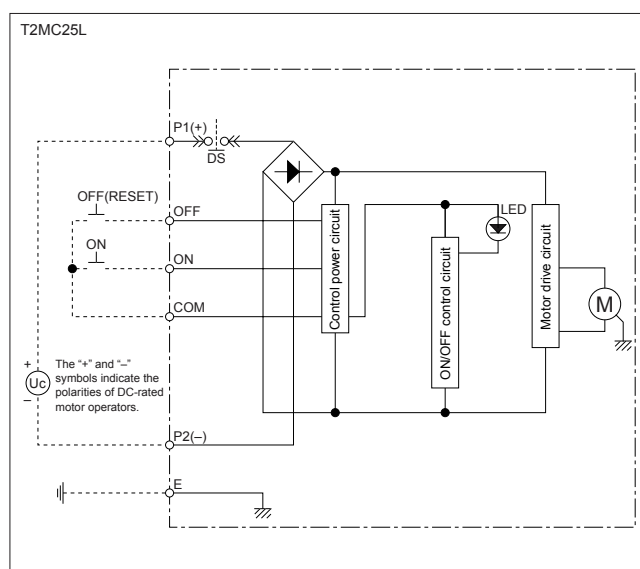 T2MC25L
P1(+)
DS
OFF(RESET)
OFF
ON
ON
COM
LED
Control power circuit
ON/OFF control circuit
Motor drive circuit
M
+
Uc
–
The “+” and “–”
symbols indicate the
polarities of DC-rated
motor operators.
P2(–)
E